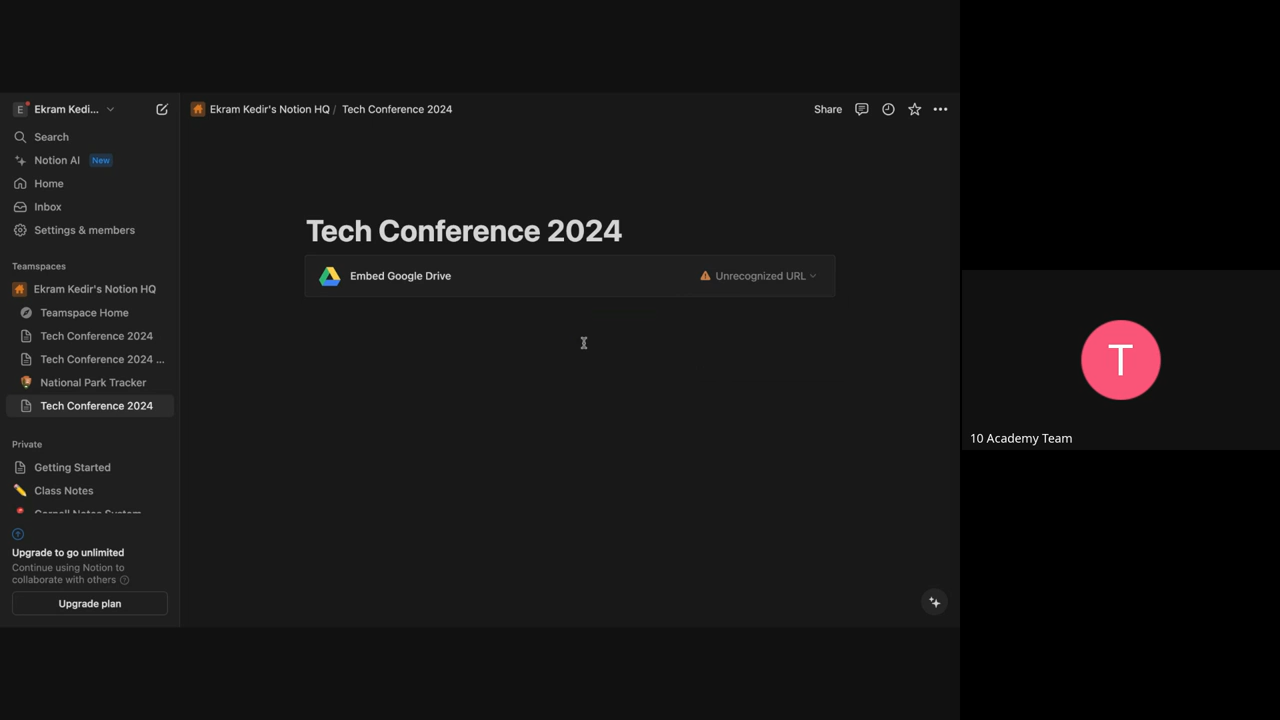 E Ekram Kedi...
Search
Notion AI New
Home
Inbox
Settings & members
Teamspaces
Ekram Kedir's Notion HQ
Teamspace Home
Tech Conference 2024
Tech Conference 2024 ...
National Park Tracker
Tech Conference 2024
Private
Getting Started
Class Notes
Cornell Notes System
Upgrade to go unlimited
Continue using Notion to
collaborate with others
Upgrade plan
Ekram Kedir's Notion HQ / Tech Conference 2024
Share
Tech Conference 2024
Embed Google Drive
Unrecognized URL
T
10 Academy Team